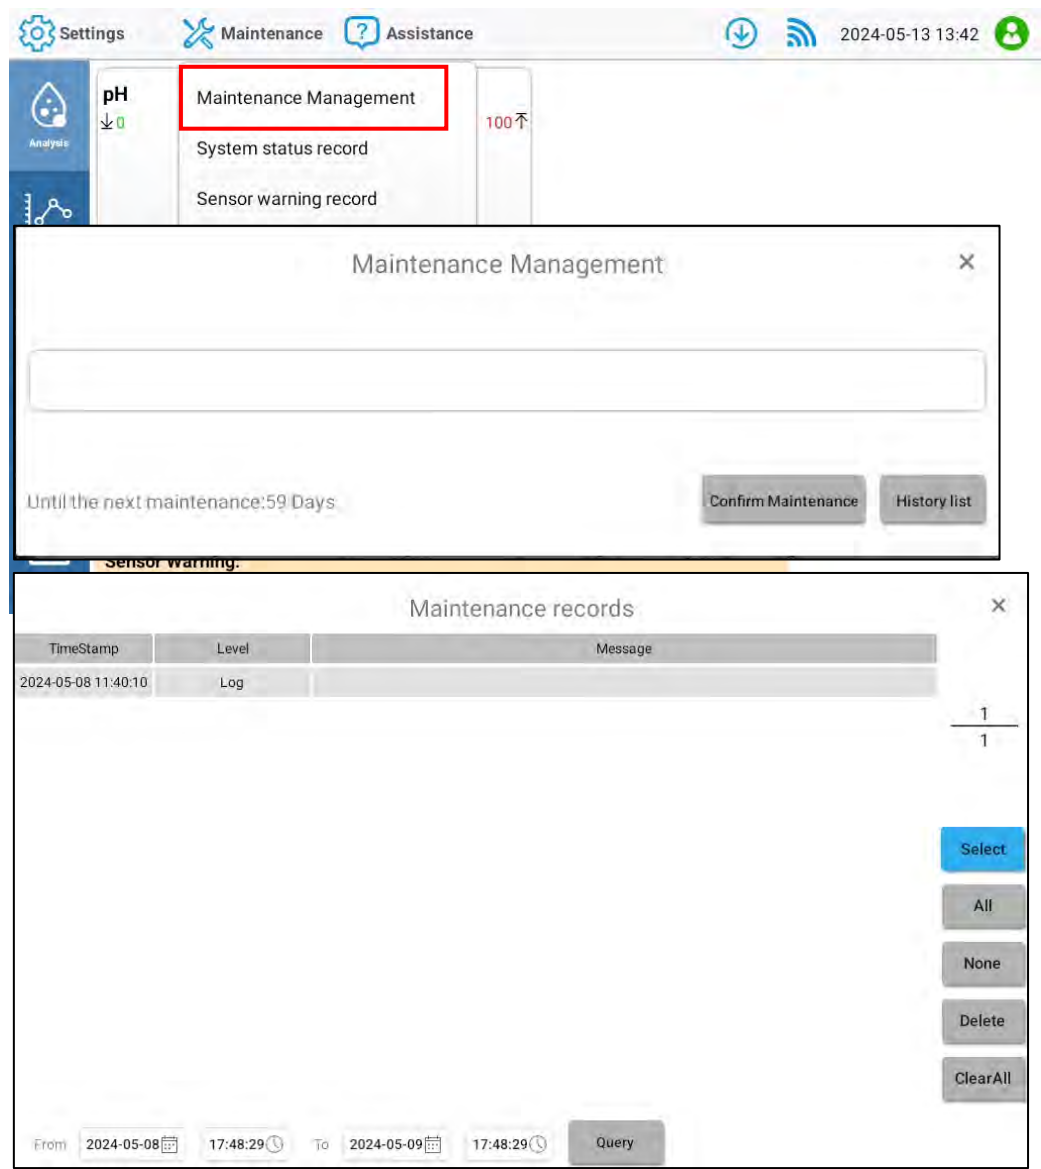 Settings Maintenance ? Assistance 2024-05-13 13:42
pH
Maintenance Management
0
100
Analysis
System status record
Sensor warning record
Maintenance Management ×
Until the next maintenance:59 Days
Confirm Maintenance History list
Sensor Warning:
Maintenance records ×
TimeStamp Level Message
2024-05-08 11:40:10 Log
1
1
Select
All
None
Delete
ClearAll
From 2024-05-08 17:48:29 To 2024-05-09 17:48:29 Query